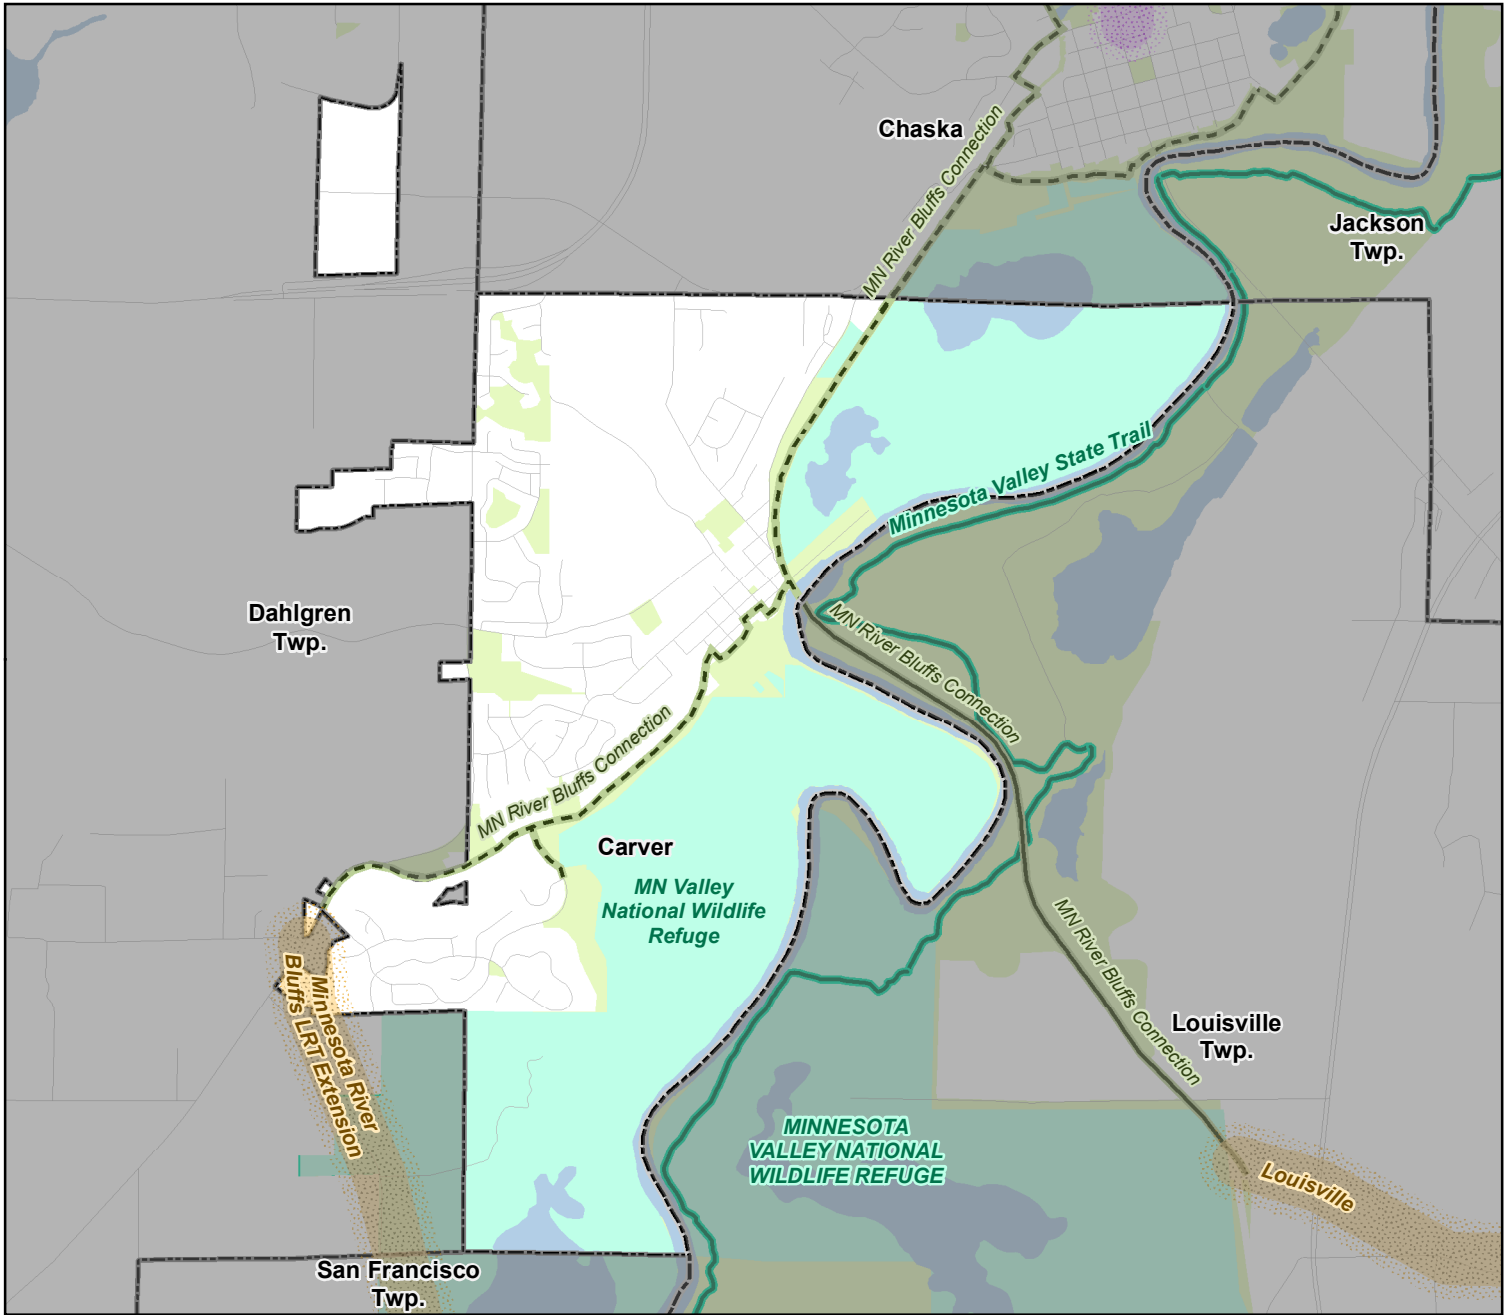 Chaska
MN River Bluffs Connection
Jackson
Twp.
Minnesota Valley State Trail
Dahlgren
Twp.
MN River Bluffs Connection
MN River Bluffs Connection
Carver
MN Valley
National Wildlife
Refuge
MN River Bluffs Connection
Minnesota River
Bluffs LRT Extension
Louisville
Twp.
MINNESOTA
VALLEY NATIONAL
WILDLIFE REFUGE
Louisville
San Francisco
Twp.